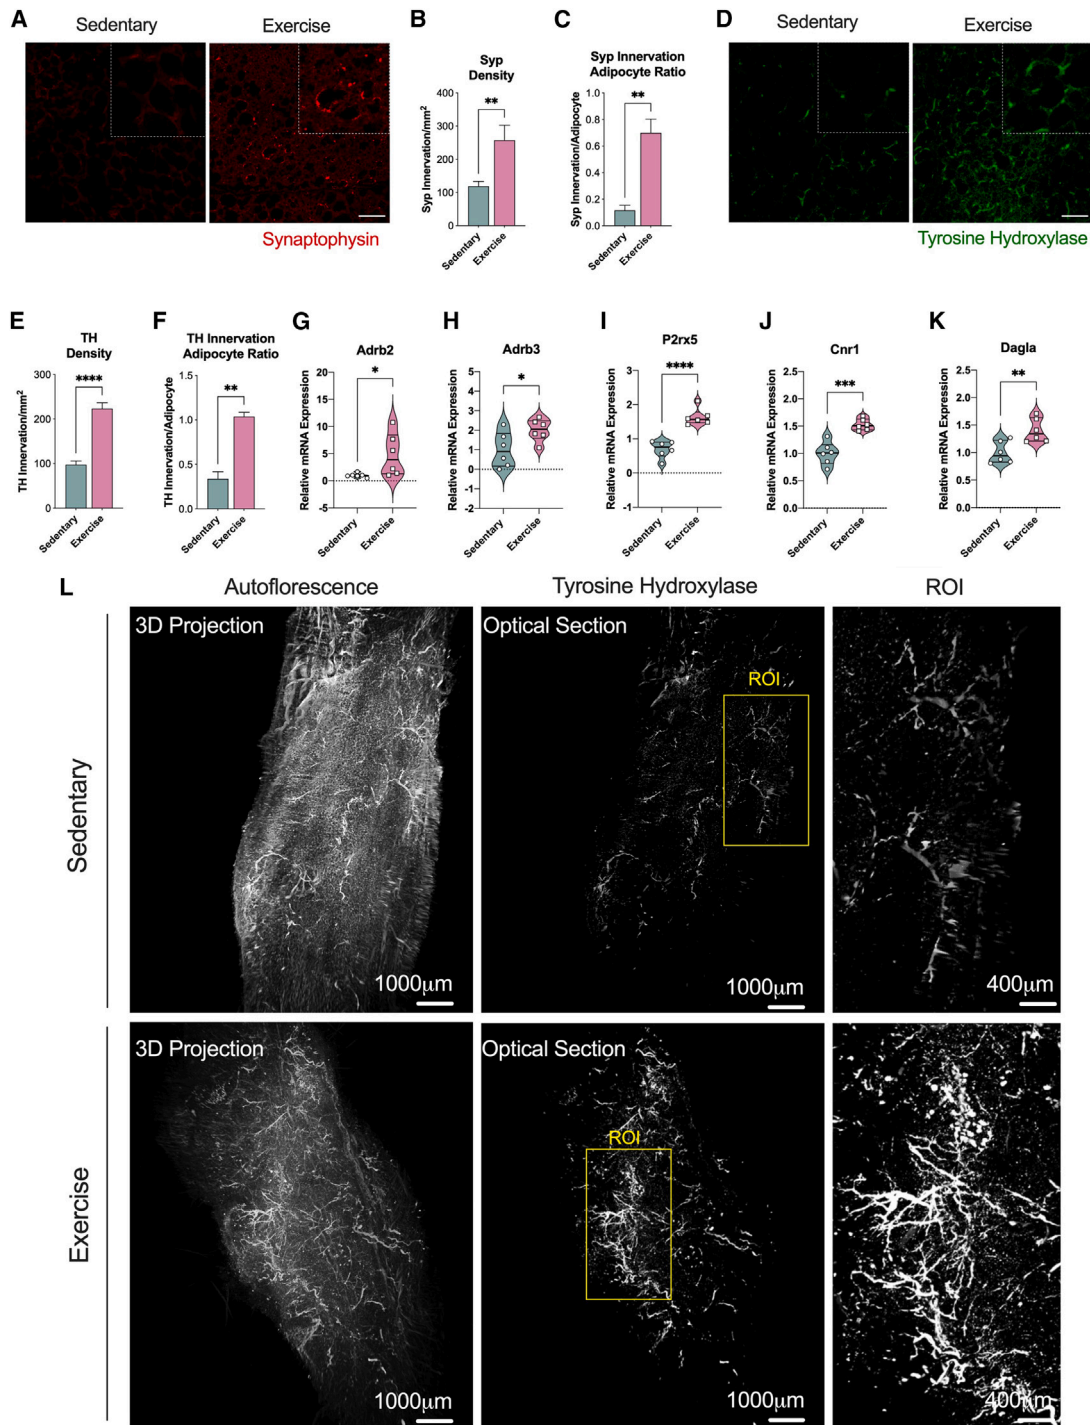 A
Sedentary
Exercise
Synaptophysin
B
Syp
Density
**
Syp Innervation/mm²
400
300
200
100
0
Sedentary
Exercise
C
Syp Innervation
Adipocyte Ratio
**
Syp Innervation/Adipocyte
1.0
0.8
0.6
0.4
0.2
0.0
Sedentary
Exercise
D
Sedentary
Exercise
Tyrosine Hydroxylase
E
TH
Density
****
TH Innervation/mm²
300
200
100
0
Sedentary
Exercise
F
TH Innervation
Adipocyte Ratio
**
TH Innervation/Adipocyte
1.5
1.0
0.5
0.0
Sedentary
Exercise
G
Adrb2
*
Relative mRNA Expression
20
15
10
5
0
-5
Sedentary
Exercise
H
Adrb3
*
Relative mRNA Expression
5
4
3
2
1
0
-1
-2
Sedentary
Exercise
I
P2rx5
****
Relative mRNA Expression
3
2
1
0
-1
Sedentary
Exercise
J
Cnr1
***
Relative mRNA Expression
2.5
2.0
1.5
1.0
0.5
0.0
Sedentary
Exercise
K
Dagla
**
Relative mRNA Expression
2.5
2.0
1.5
1.0
0.5
0.0
Sedentary
Exercise
L
Autoflorescence
Tyrosine Hydroxylase
ROI
Sedentary
3D Projection
1000µm
Optical Section
ROI
1000µm
400µm
Exercise
3D Projection
1000µm
Optical Section
ROI
1000µm
400µm